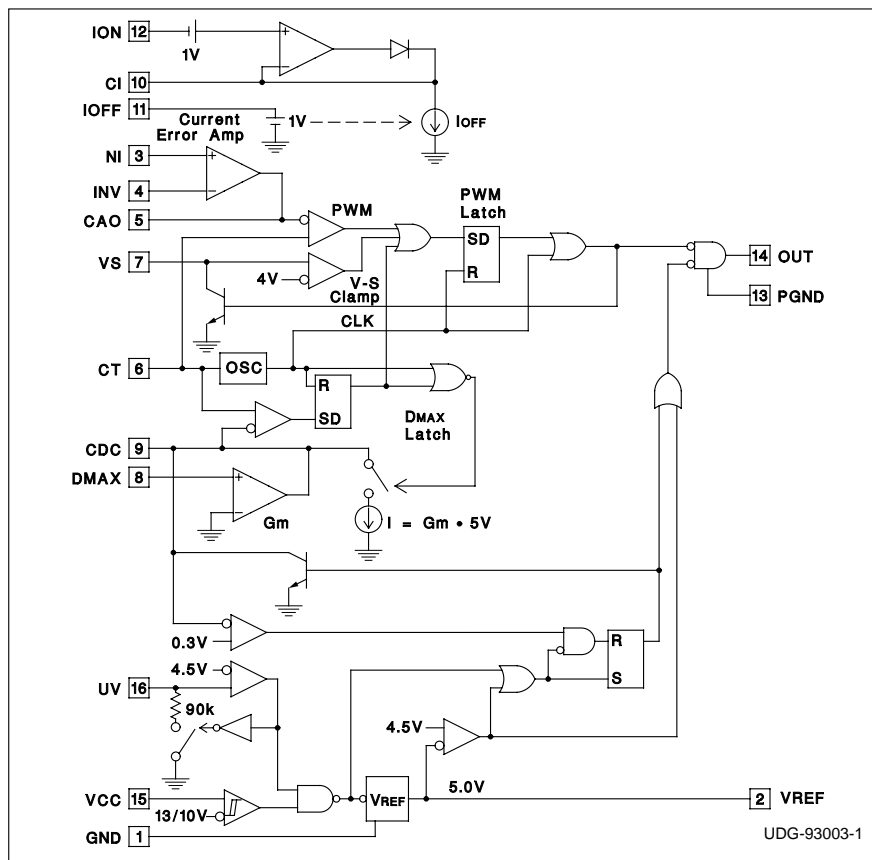 ION 12
1V
CI 10
IOFF 11
1V
IOFF
Current
Error Amp
NI 3
+
−
INV 4
CAO 5
PWM
PWM
Latch
SD
R
VS 7
4V
V-S
Clamp
14 OUT
13 PGND
CLK
CT 6
OSC
R
SD
DMAX
Latch
CDC 9
DMAX 8
+
−
Gm
I = Gm • 5V
0.3V
R
S
4.5V
UV 16
90k
4.5V
VCC 15
13/10V
VREF
5.0V
2 VREF
GND 1
UDG-93003-1